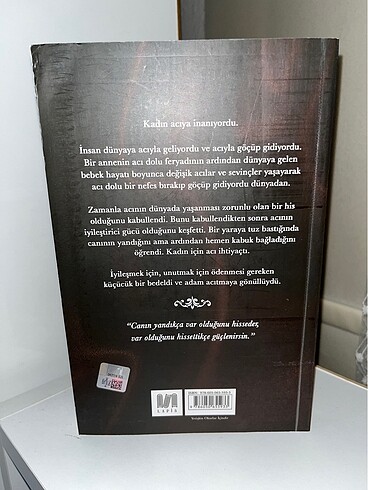 Kadın acıya inanıyordu.
İnsan dünyaya acıyla geliyordu ve acıyla göçüp gidiyordu.
Bir annenin acı dolu feryadının ardından dünyaya gelen
bebek hayatı boyunca değişik acılar ve sevinçler yaşayarak
acı dolu bir nefes bırakıp göçüp gidiyordu dünyadan.
Zamanla acının dünyada yaşanması zorunlu olan bir his
olduğunu kabullendi. Bunu kabullendikten sonra acının
iyileştirici gücü olduğunu keşfetti. Bir yaraya tuz bastığında
canının yandığını ama ardından hemen kabuk bağladığını
öğrendi. Kadın için acı ihtiyaçtı.
İyileşmek için, unutmak için ödenmesi gereken
küçücük bir bedeldi ve adam acıtmaya gönüllüydü.
"Canın yandıkça var olduğunu hisseder,
var olduğunu hissettikçe güçlenirsin."
LAPİS